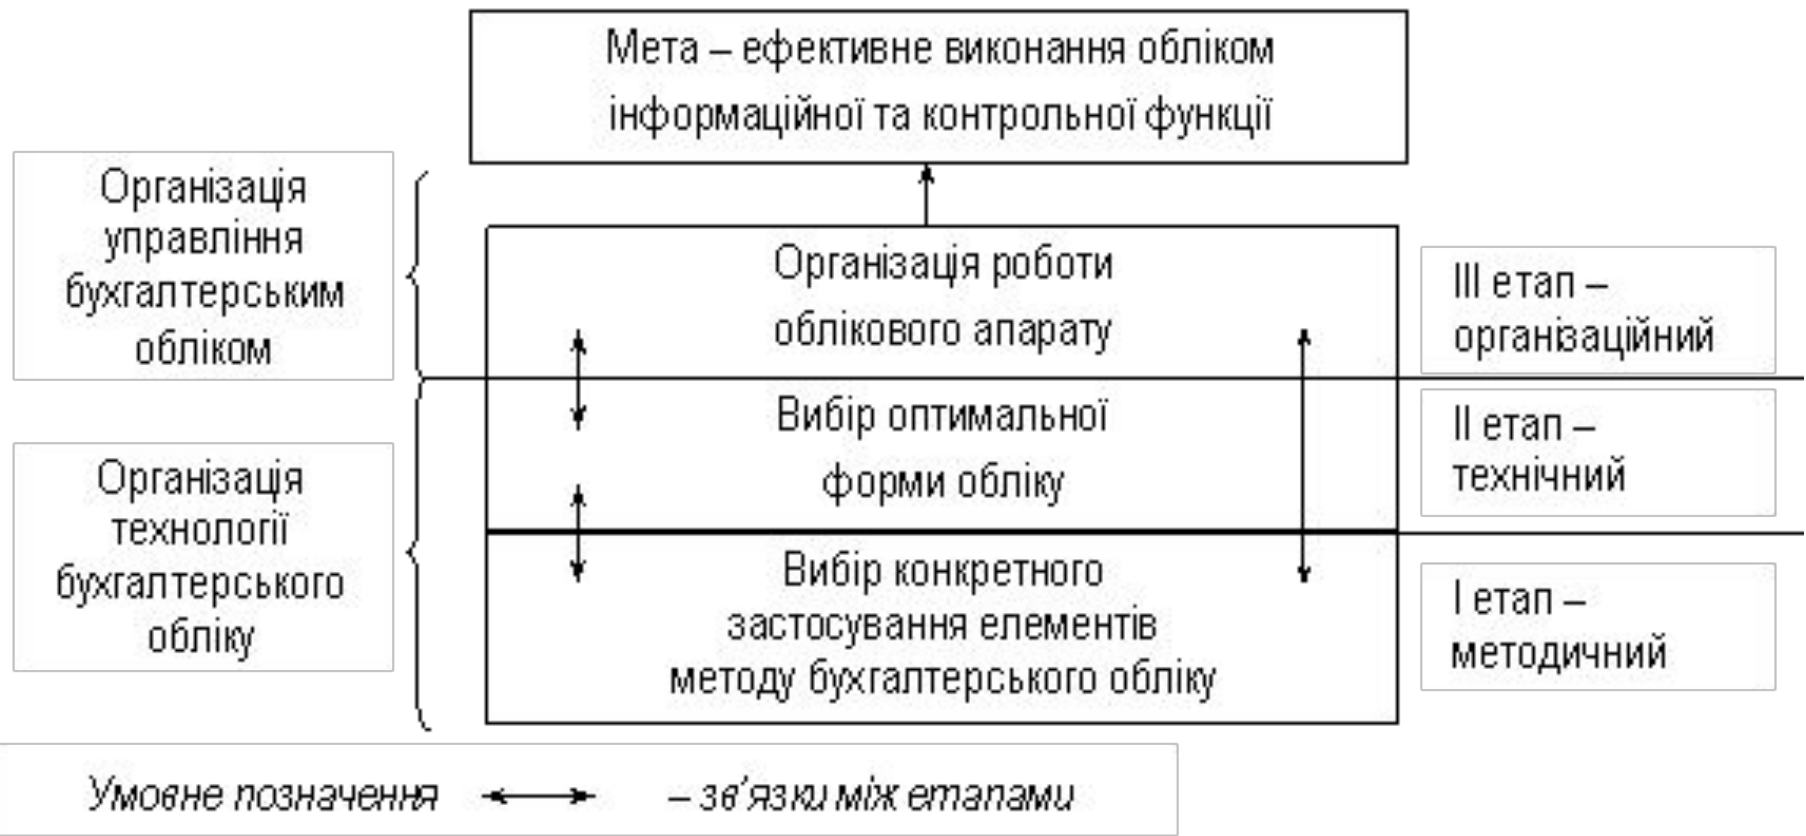 Мета – ефективне виконання обліком
інформаційної та контрольної функції
Організація
управління
бухгалтерським
обліком
Організація роботи
облікового апарату
III етап –
організаційний
Вибір оптимальної
форми обліку
II етап –
технічний
Організація
технології
бухгалтерського
обліку
Вибір конкретного
застосування елементів
методу бухгалтерського обліку
I етап –
методичний
Умовне позначення – зв'язки між етапами